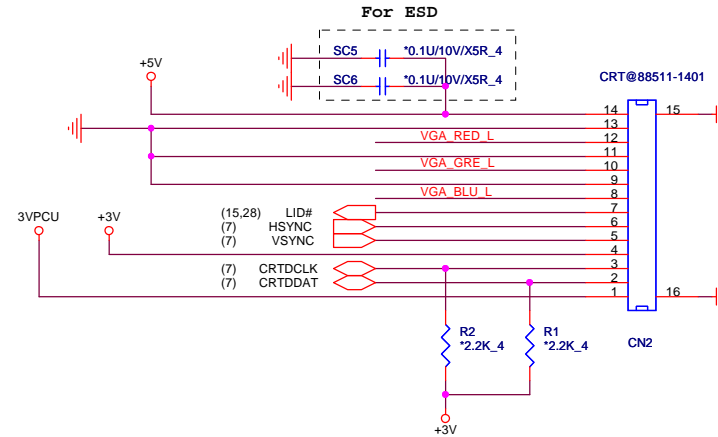 For ESD
SC5 *0.1U/10V/X5R_4
+5V
SC6 *0.1U/10V/X5R_4
CRT@88511-1401
14 15
13
VGA_RED_L 12
11
VGA_GRE_L 10
9
VGA_BLU_L 8
(15,28) LID# 7
3VPCU +3V
(7) HSYNC 6
(7) VSYNC 5
4
(7) CRTDCLK 3
(7) CRTDDAT 2
1 16
R2 R1
*2.2K_4 *2.2K_4
CN2
+3V